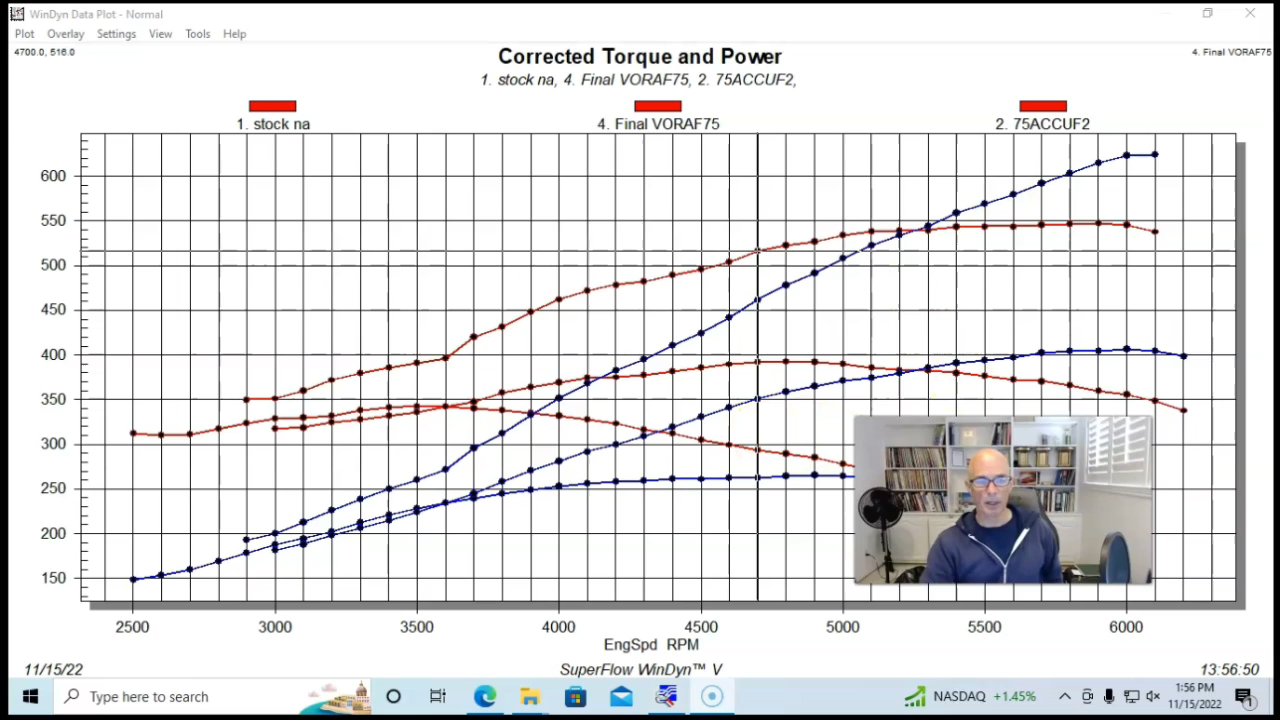 WinDyn Data Plot - Normal
Plot Overlay Settings View Tools Help
4700.0, 516.0
4. Final VORAF75
Corrected Torque and Power
1. stock na, 4. Final VORAF75, 2. 75ACCUF2,
1. stock na
4. Final VORAF75
2. 75ACCUF2
600
550
500
450
400
350
300
250
200
150
2500 3000 3500 4000 4500 5000 5500 6000
EngSpd RPM
11/15/22
SuperFlow WinDyn™ V
13:56:50
Type here to search
NASDAQ +1.45%
1:56 PM
11/15/2022
1